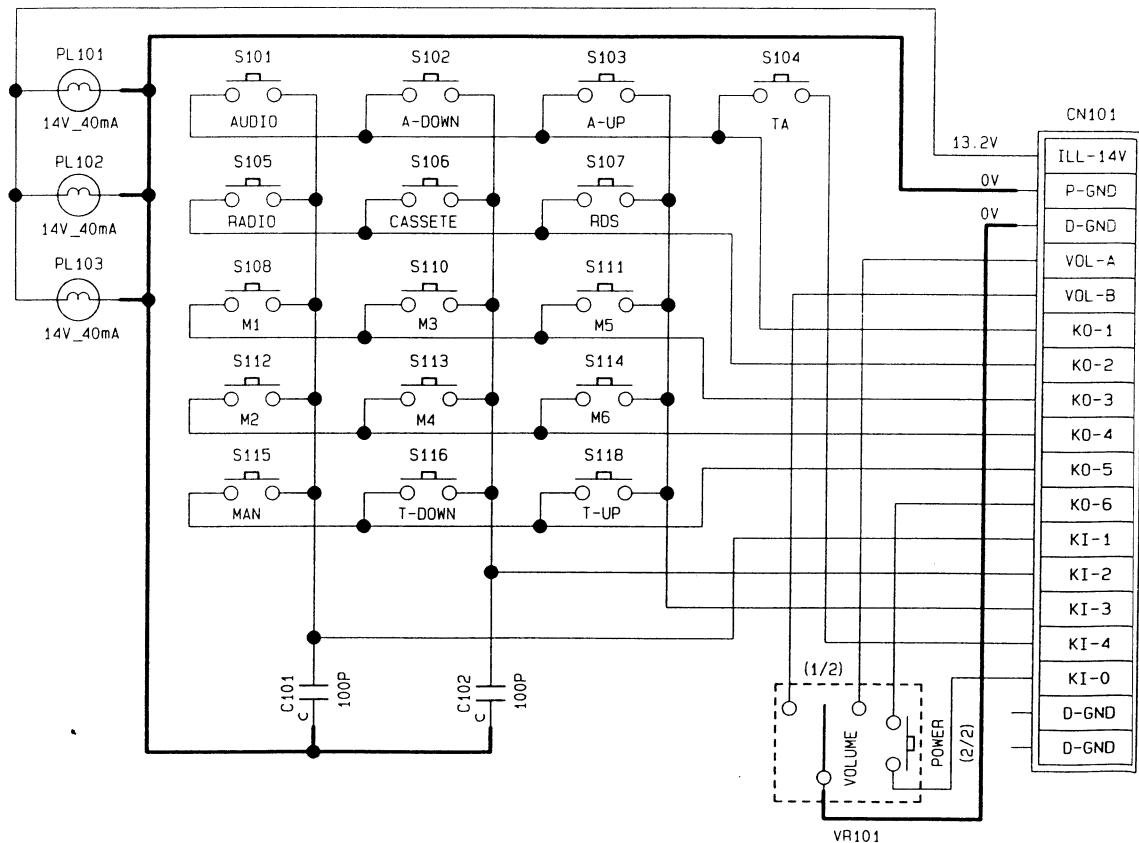 PL101
14V_40mA
PL102
14V_40mA
PL103
14V_40mA
S101
AUDIO
S102
A-DOWN
S103
A-UP
S104
TA
S105
RADIO
S106
CASSETE
S107
RDS
S108
M1
S110
M3
S111
M5
S112
M2
S113
M4
S114
M6
S115
MAN
S116
T-DOWN
S118
T-UP
C101
100P
C
C102
100P
C
13.2V
0V
0V
(1/2)
VOLUME
POWER
(2/2)
VR101
CN101
ILL-14V
P-GND
D-GND
VOL-A
VOL-B
KO-1
KO-2
KO-3
KO-4
KO-5
KO-6
KI-1
KI-2
KI-3
KI-4
KI-0
D-GND
D-GND